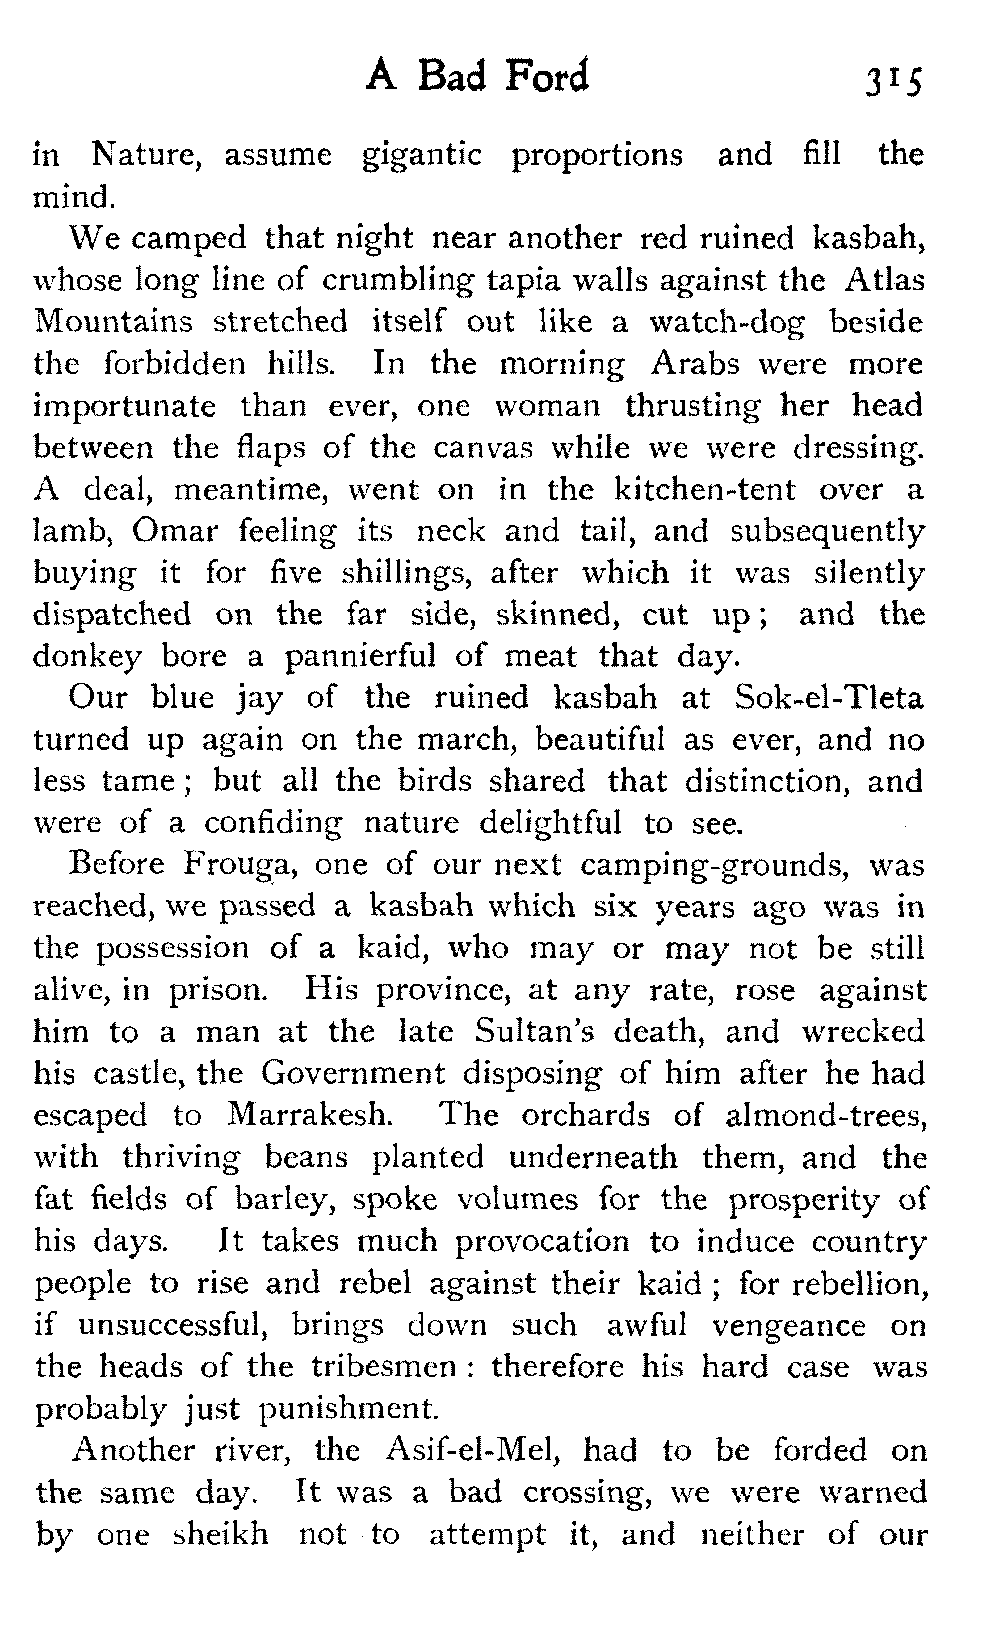 A Bad Ford 315
in Nature, assume gigantic proportions and fill the
mind.
We camped that night near another red ruined kasbah,
whose long line of crumbling tapia walls against the Atlas
Mountains stretched itself out like a watch-dog beside
the forbidden hills. In the morning Arabs were more
importunate than ever, one woman thrusting her head
between the flaps of the canvas while we were dressing.
A deal, meantime, went on in the kitchen-tent over a
lamb, Omar feeling its neck and tail, and subsequently
buying it for five shillings, after which it was silently
dispatched on the far side, skinned, cut up ; and the
donkey bore a pannierful of meat that day.
Our blue jay of the ruined kasbah at Sok-el-Tleta
turned up again on the march, beautiful as ever, and no
less tame ; but all the birds shared that distinction, and
were of a confiding nature delightful to see.
Before Frouga, one of our next camping-grounds, was
reached, we passed a kasbah which six years ago was in
the possession of a kaid, who may or may not be still
alive, in prison. His province, at any rate, rose against
him to a man at the late Sultan's death, and wrecked
his castle, the Government disposing of him after he had
escaped to Marrakesh. The orchards of almond-trees,
with thriving beans planted underneath them, and the
fat fields of barley, spoke volumes for the prosperity of
his days. It takes much provocation to induce country
people to rise and rebel against their kaid ; for rebellion,
if unsuccessful, brings down such awful vengeance on
the heads of the tribesmen : therefore his hard case was
probably just punishment.
Another river, the Asif-el-Mel, had to be forded on
the same day. It was a bad crossing, we were warned
by one sheikh not to attempt it, and neither of our